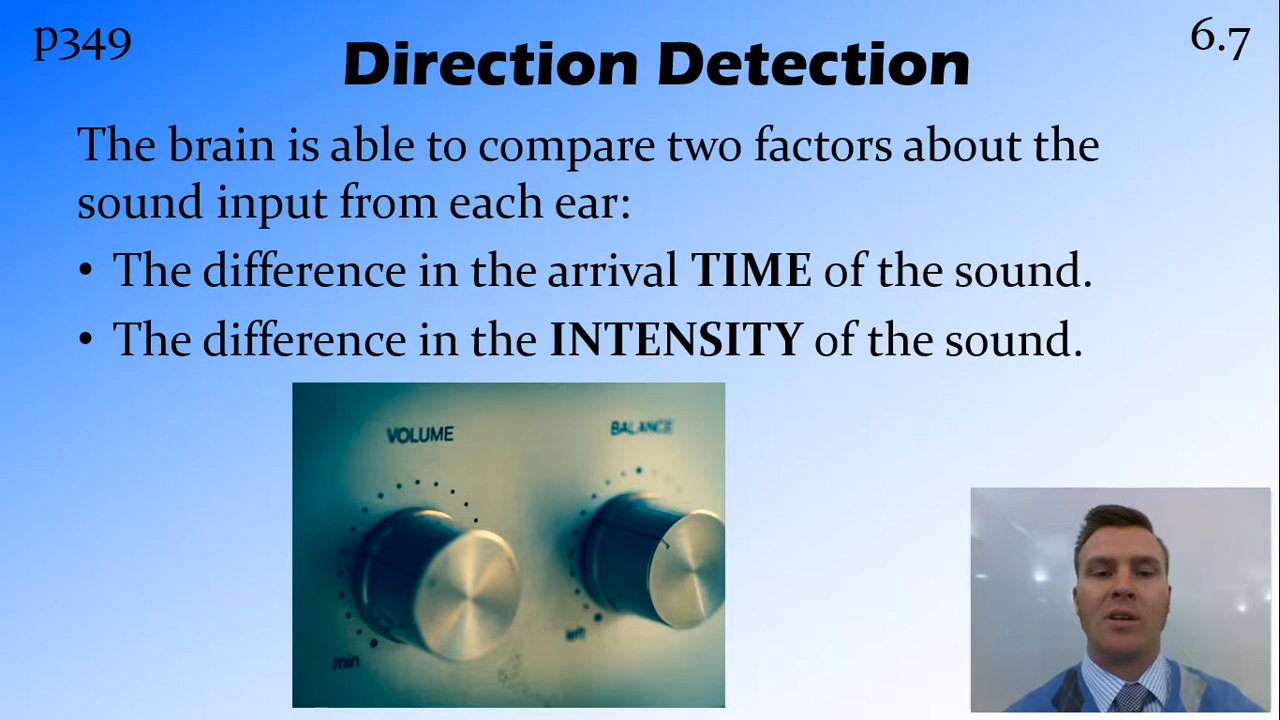 p349
6.7
Direction Detection
The brain is able to compare two factors about the
sound input from each ear:
• The difference in the arrival TIME of the sound.
• The difference in the INTENSITY of the sound.
VOLUME
BALANCE
min
left